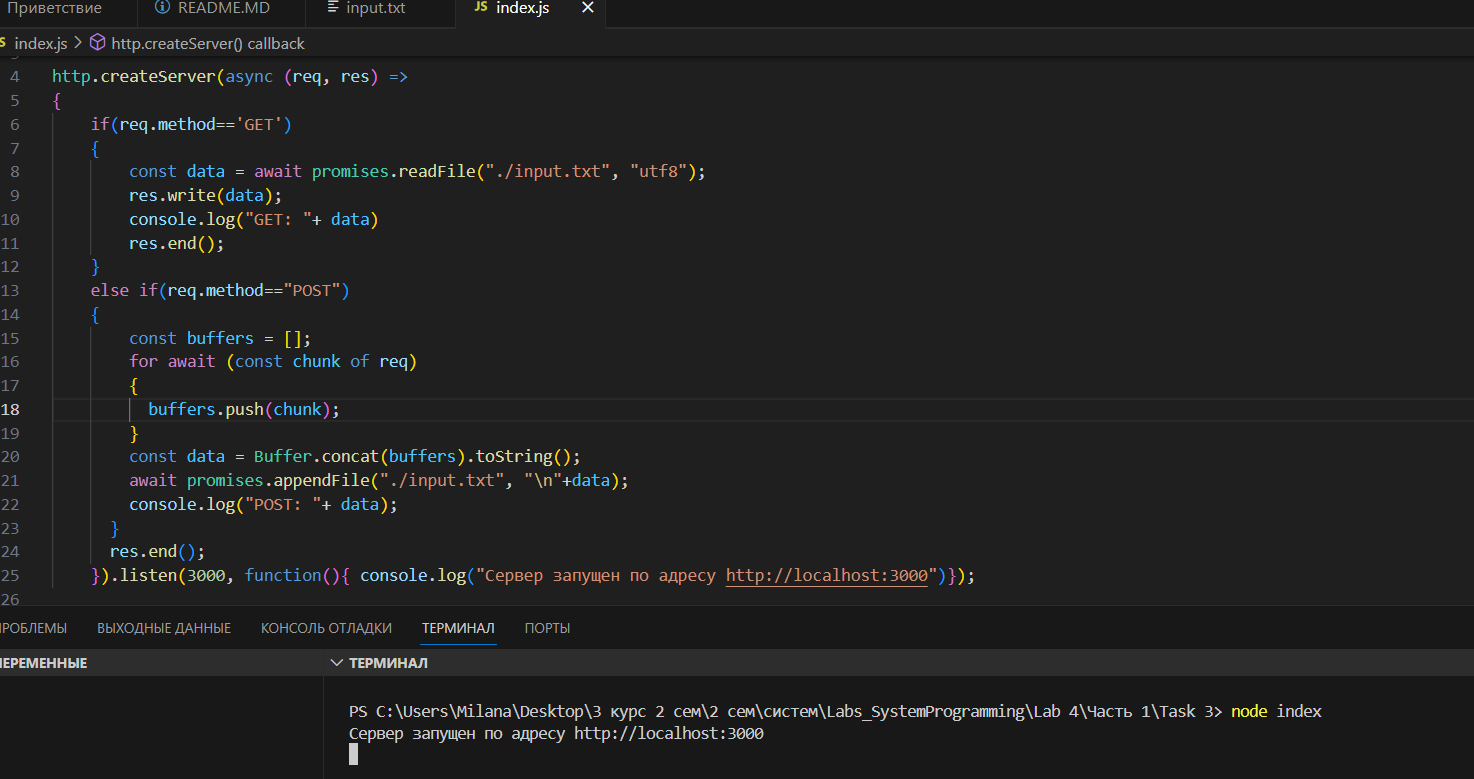 Приветствие README.MD input.txt JS index.js
index.js http.createServer() callback
4 http.createServer(async (req, res) =>
5 {
6 if(req.method=='GET')
7 {
8 const data = await promises.readFile("./input.txt", "utf8");
9 res.write(data);
10 console.log("GET: "+ data)
11 res.end();
12 }
13 else if(req.method=="POST")
14 {
15 const buffers = [];
16 for await (const chunk of req)
17 {
18 buffers.push(chunk);
19 }
20 const data = Buffer.concat(buffers).toString();
21 await promises.appendFile("./input.txt", "\n"+data);
22 console.log("POST: "+ data);
23 }
24 res.end();
25 }).listen(3000, function(){ console.log("Сервер запущен по адресу http://localhost:3000")});
26
РОБЛЕМЫ ВЫХОДНЫЕ ДАННЫЕ КОНСОЛЬ ОТЛАДКИ ТЕРМИНАЛ ПОРТЫ
ПЕРЕМЕННЫЕ ТЕРМИНАЛ
PS C:\Users\Milana\Desktop\3 курс 2 сем\2 сем\систем\Labs_SystemProgramming\Lab 4\Часть 1\Task 3> node index
Сервер запущен по адресу http://localhost:3000